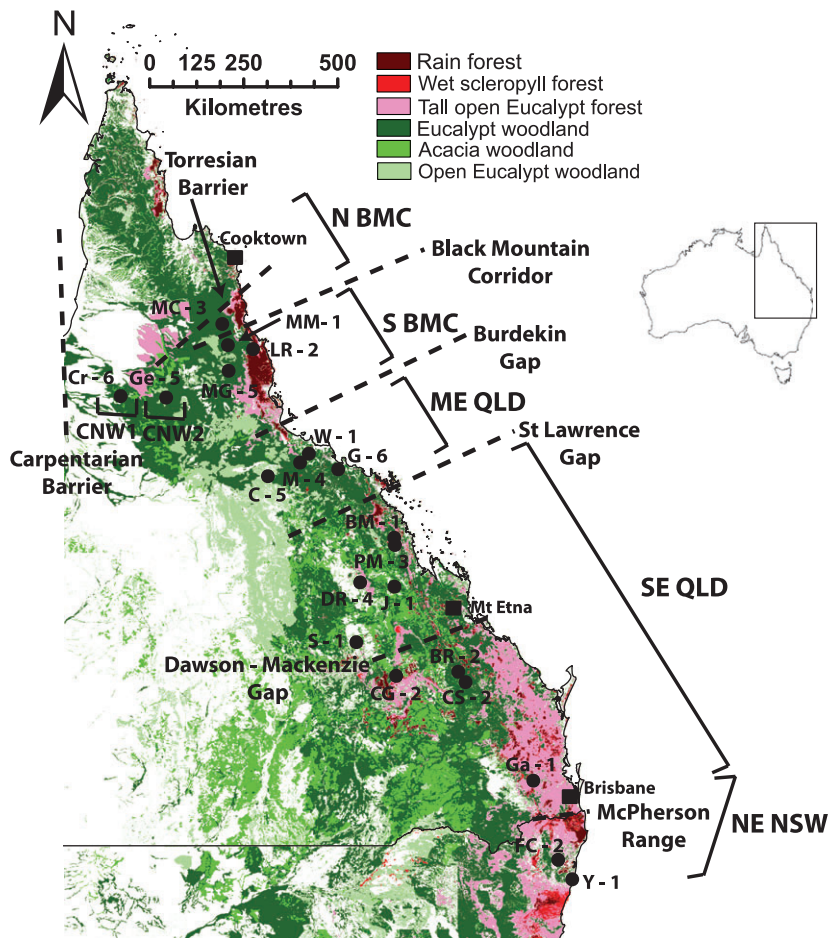 N
0 125 250 500
Kilometres
Rain forest
Wet scleropyll forest
Tall open Eucalypt forest
Eucalypt woodland
Acacia woodland
Open Eucalypt woodland
Torresian
Barrier
N BMC
Cooktown
Black Mountain
Corridor
MC - 3
MM- 1
S BMC
LR - 2
Burdekin
Gap
Cr - 6
Ge - 5
MG - 5
ME QLD
CNW1
CNW2
W - 1
St Lawrence
Gap
Carpentarian
Barrier
G - 6
M - 4
C - 5
BM - 1
PM - 3
DR - 4
J - 1
SE QLD
Mt Etna
S - 1
Dawson - Mackenzie
Gap
BR - 2
CG - 2
CS - 2
Ga - 1
Brisbane
McPherson
Range
NE NSW
FC - 2
Y - 1